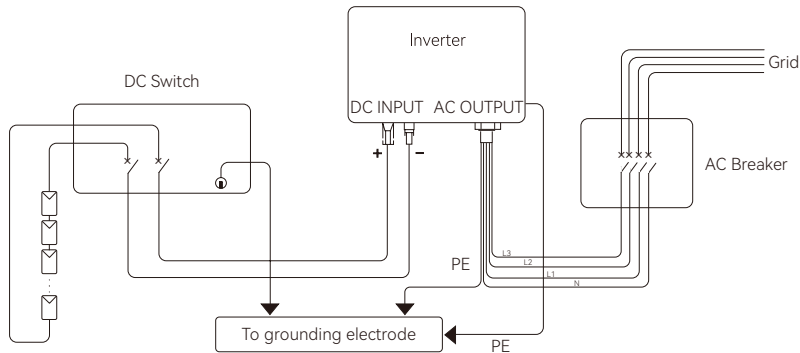 Inverter
Grid
DC Switch
DC INPUT AC OUTPUT
+ −
AC Breaker
L3
PE L2
L1
N
To grounding electrode
PE